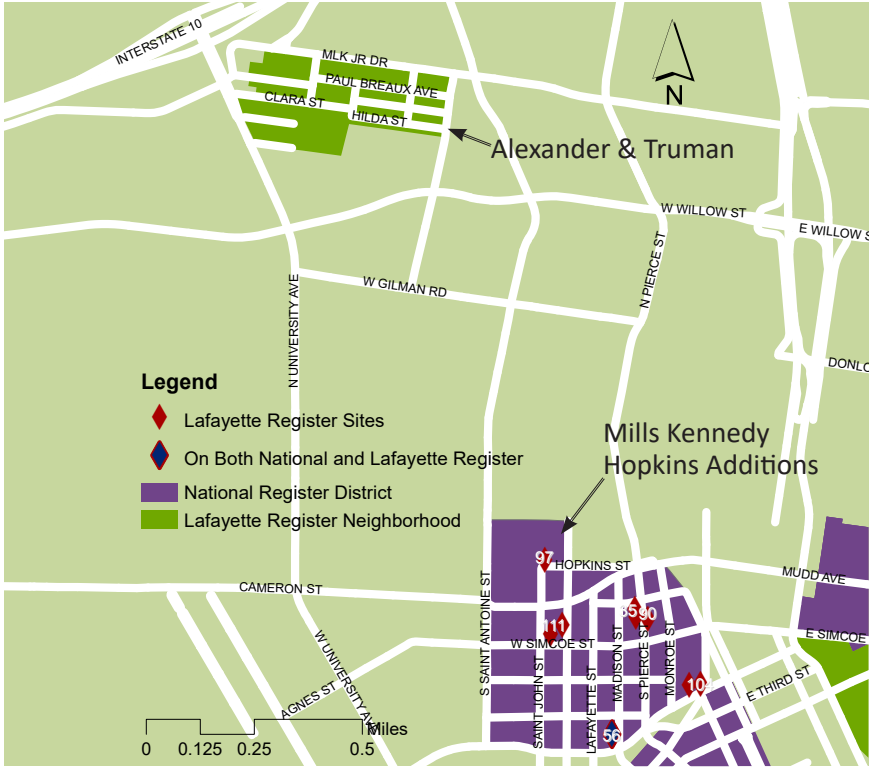 INTERSTATE 10
MLK JR DR
PAUL BREAUX AVE
CLARA ST
HILDA ST
N
Alexander & Truman
W WILLOW ST
E WILLOW S
N PIERCE ST
W GILMAN RD
N UNIVERSITY AVE
DONLO
Legend
Lafayette Register Sites
On Both National and Lafayette Register
National Register District
Lafayette Register Neighborhood
Mills Kennedy
Hopkins Additions
97
HOPKINS ST
MUDD AVE
CAMERON ST
S SAINT ANTOINE ST
90
W SIMCOE ST
E SIMCOE
SAINT JOHN ST
LAFAYETTE ST
MADISON ST
S PIERCE ST
MONROE ST
W UNIVERSITY AVE
AGNES ST
E THIRD ST
56
Miles
0 0.125 0.25 0.5